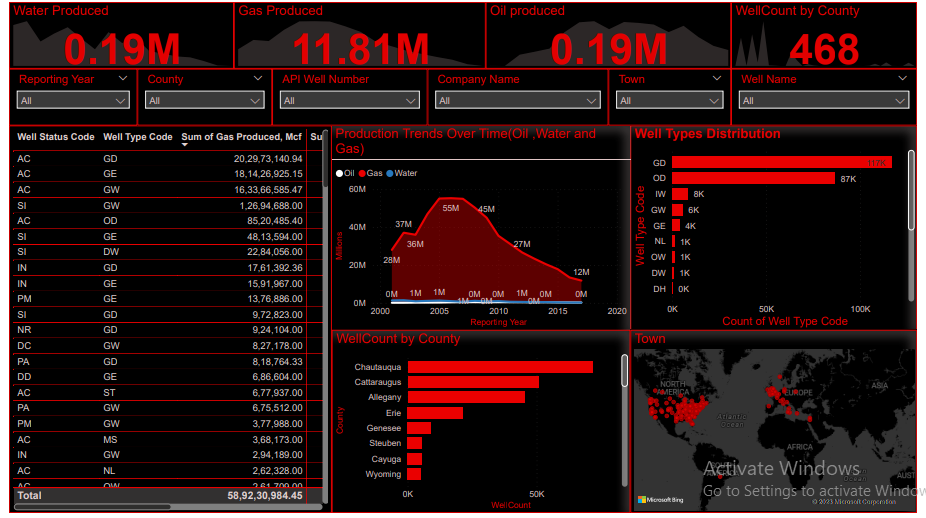 Water Produced
0.19M
Gas Produced
11.81M
Oil produced
0.19M
WellCount by County
468
Reporting Year
All
County
All
API Well Number
All
Company Name
All
Town
All
Well Name
All
Well Status Code Well Type Code Sum of Gas Produced, Mcf Su
AC GD 20,29,73,140.94
AC GE 18,14,26,925.15
AC GW 16,33,66,585.47
SI GW 1,26,94,688.00
AC OD 85,20,485.40
SI GE 48,13,594.00
SI DW 22,84,056.00
IN GD 17,61,392.36
IN GE 15,91,967.00
PM GE 13,76,886.00
SI GD 9,72,823.00
NR GD 9,24,104.00
DC GW 8,27,178.00
PA GD 8,18,764.33
DD GE 6,86,604.00
AC ST 6,77,937.00
PA GW 6,75,512.00
PM GW 3,77,988.00
AC MS 3,68,173.00
IN GW 2,94,189.00
AC NL 2,62,328.00
AC OW 2,61,709.00
Total 58,92,30,984.45
Production Trends Over Time(Oil ,Water and
Gas)
Oil Gas Water
Millions
60M
40M
20M
0M
28M
37M
36M
55M
45M
27M
12M
0M 1M 1M 1M 0M 0M 0M 1M 0M 0M 0M 0M
2000 2005 2010 2015 2020
Reporting Year
Well Types Distribution
Well Type Code
GD 117K
OD 87K
IW 8K
GW 6K
GE 4K
NL 1K
OW 1K
DW 1K
DH 0K
0K 50K 100K
Count of Well Type Code
WellCount by County
County
Chautauqua
Cattaraugus
Allegany
Erie
Genesee
Steuben
Cayuga
Wyoming
0K 50K
WellCount
Town
NORTH
AMERICA
EUROPE
ASIA
Atlantic
Ocean
AFRICA
SOUTH
AUST
Activate Windows
Go to Settings to activate Window
Microsoft Bing
© 2023 Microsoft Corporation